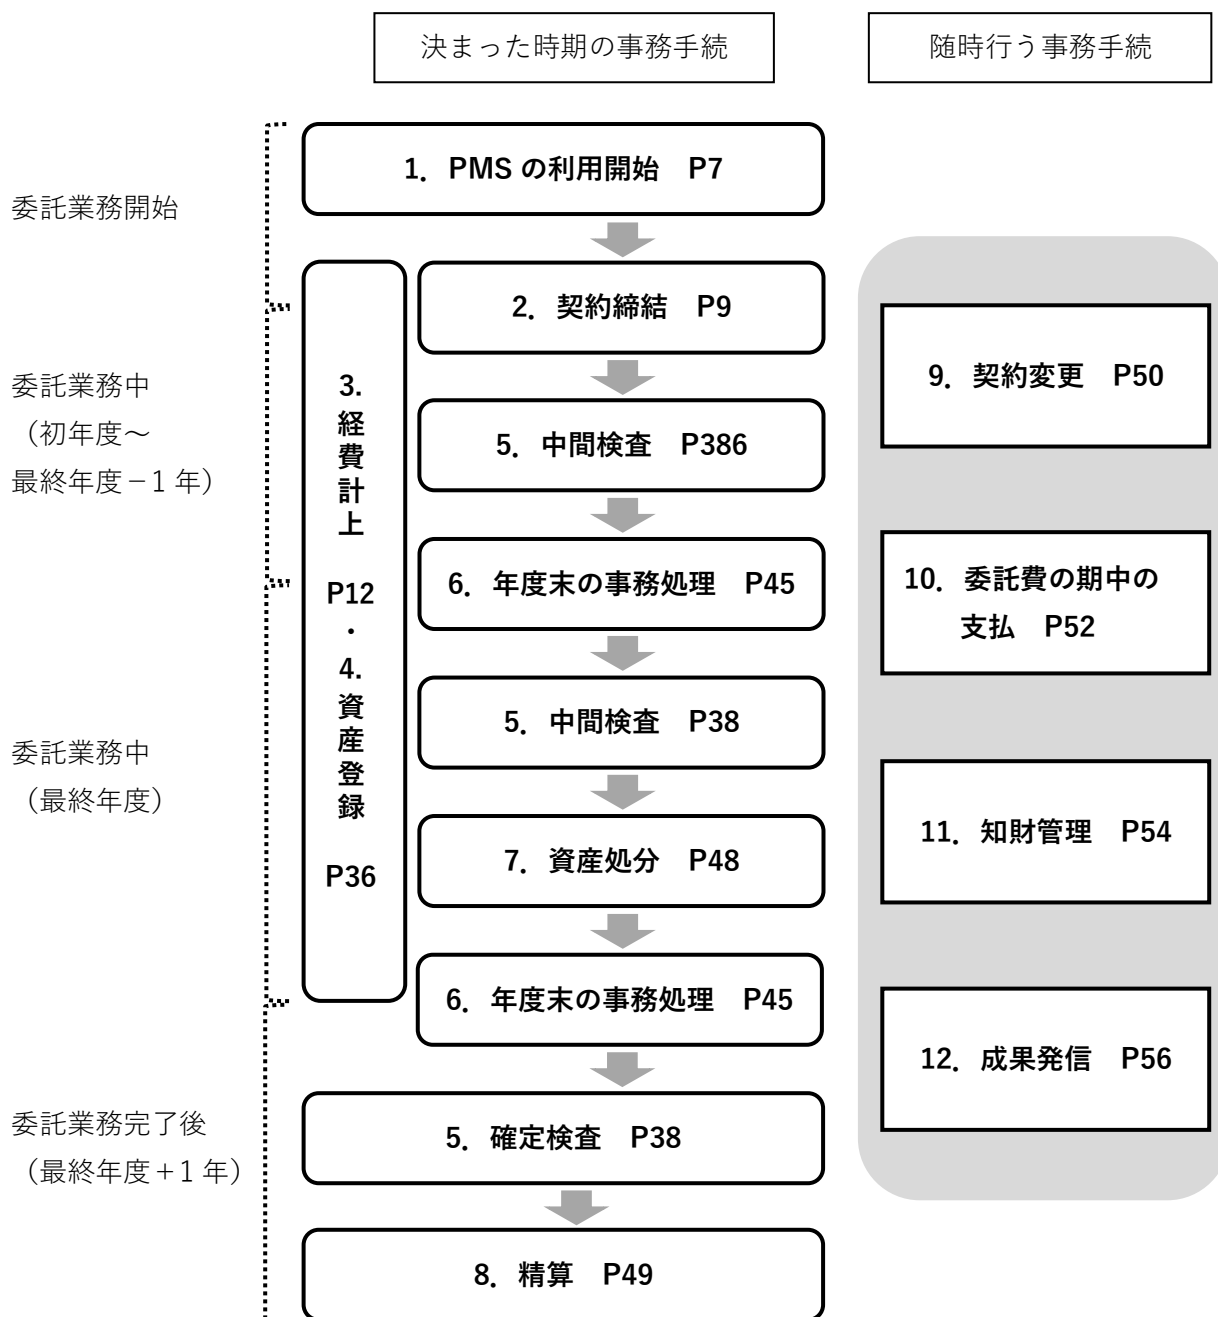 決まった時期の事務手続
随時行う事務手続
委託業務開始
1．PMS の利用開始　P7
2．契約締結　P9
委託業務中
（初年度～
最終年度－1 年）
3.
経費計上
P12
・
4.
資産登録
P36
5．中間検査　P386
6．年度末の事務処理　P45
委託業務中
（最終年度）
5．中間検査　P38
7．資産処分　P48
6．年度末の事務処理　P45
委託業務完了後
（最終年度＋1 年）
5．確定検査　P38
8．精算　P49
9．契約変更　P50
10．委託費の期中の
支払　P52
11．知財管理　P54
12．成果発信　P56